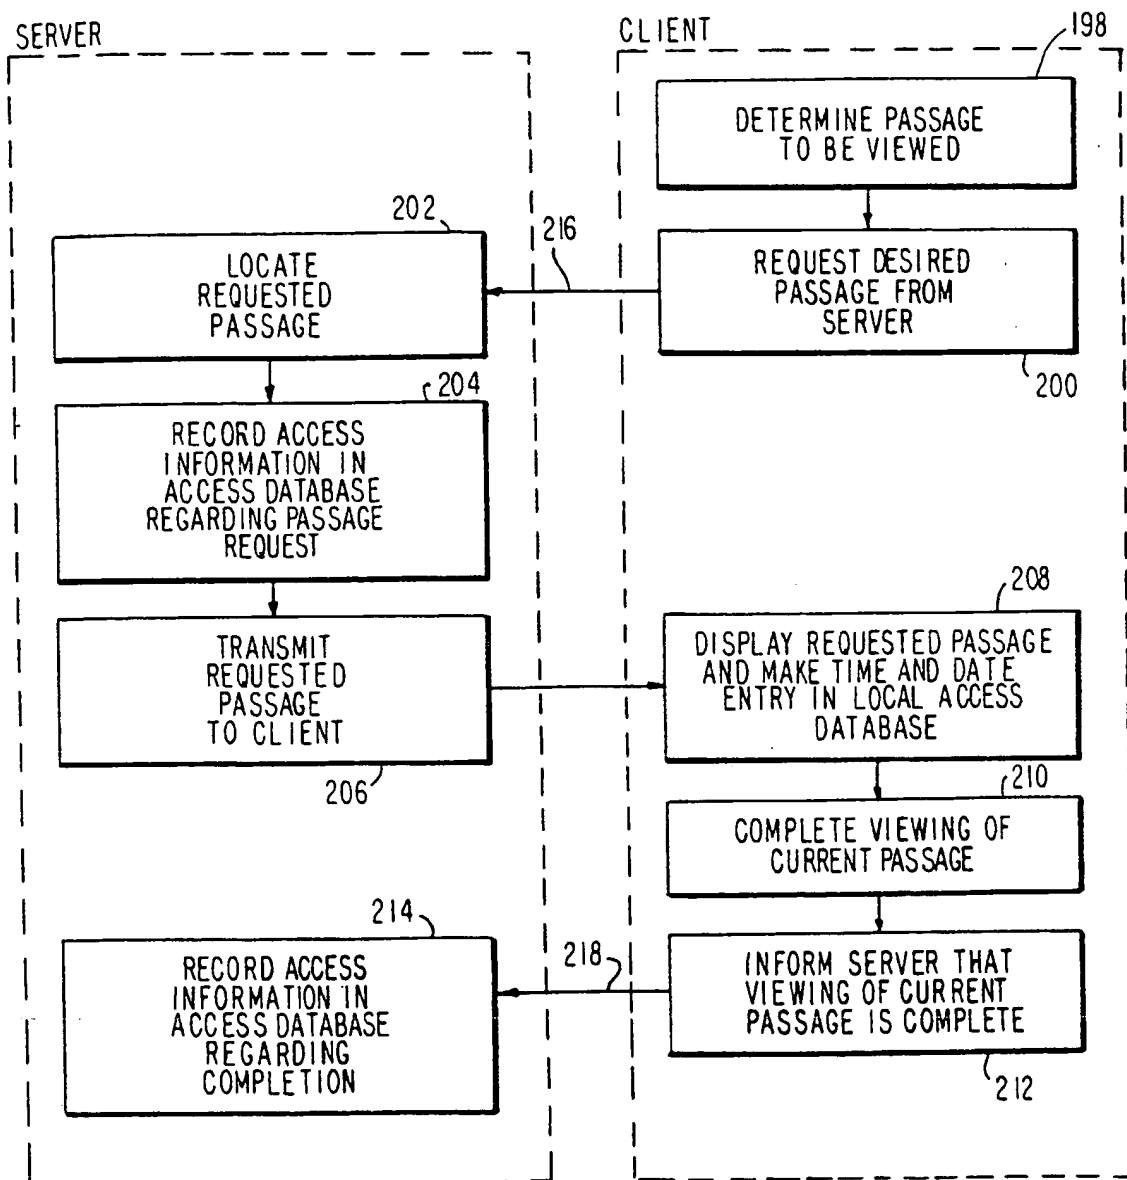 SERVER
CLIENT
198
DETERMINE PASSAGE
TO BE VIEWED
202
LOCATE
REQUESTED
PASSAGE
216
REQUEST DESIRED
PASSAGE FROM
SERVER
200
204
RECORD ACCESS
INFORMATION IN
ACCESS DATABASE
REGARDING PASSAGE
REQUEST
TRANSMIT
REQUESTED
PASSAGE
TO CLIENT
206
208
DISPLAY REQUESTED PASSAGE
AND MAKE TIME AND DATE
ENTRY IN LOCAL ACCESS
DATABASE
210
COMPLETE VIEWING OF
CURRENT PASSAGE
214
RECORD ACCESS
INFORMATION IN
ACCESS DATABASE
REGARDING
COMPLETION
218
INFORM SERVER THAT
VIEWING OF CURRENT
PASSAGE IS COMPLETE
212